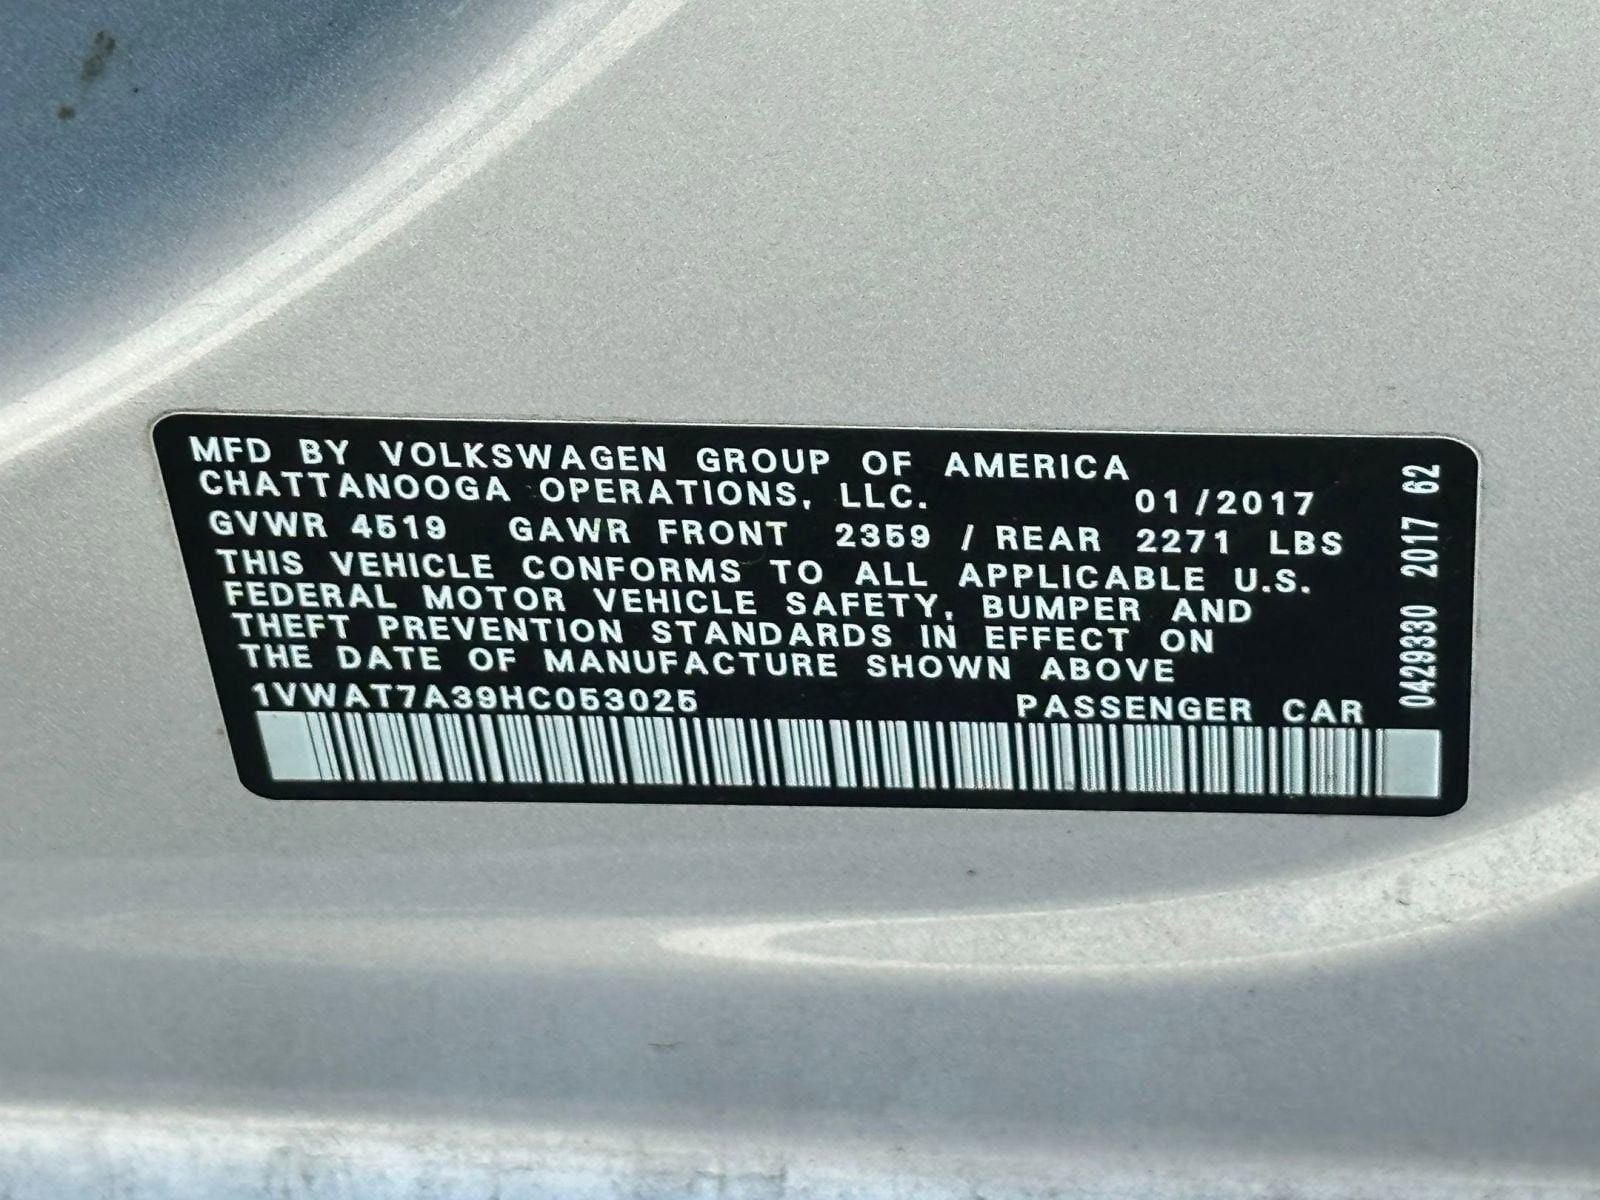 MFD BY VOLKSWAGEN GROUP OF AMERICA
CHATTANOOGA OPERATIONS, LLC. 01/2017
GVWR 4519 GAWR FRONT 2359 / REAR 2271 LBS
THIS VEHICLE CONFORMS TO ALL APPLICABLE U.S.
FEDERAL MOTOR VEHICLE SAFETY, BUMPER AND
THEFT PREVENTION STANDARDS IN EFFECT ON
THE DATE OF MANUFACTURE SHOWN ABOVE
1VWAT7A39HC053025 PASSENGER CAR
0429330 2017 62